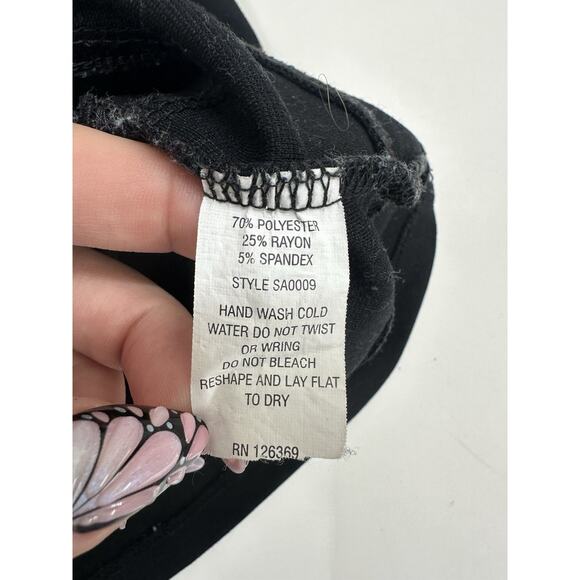 70% POLYESTER
25% RAYON
5% SPANDEX
STYLE SA0009
HAND WASH COLD
WATER DO NOT TWIST
OR WRING
DO NOT BLEACH
RESHAPE AND LAY FLAT
TO DRY
RN 126369